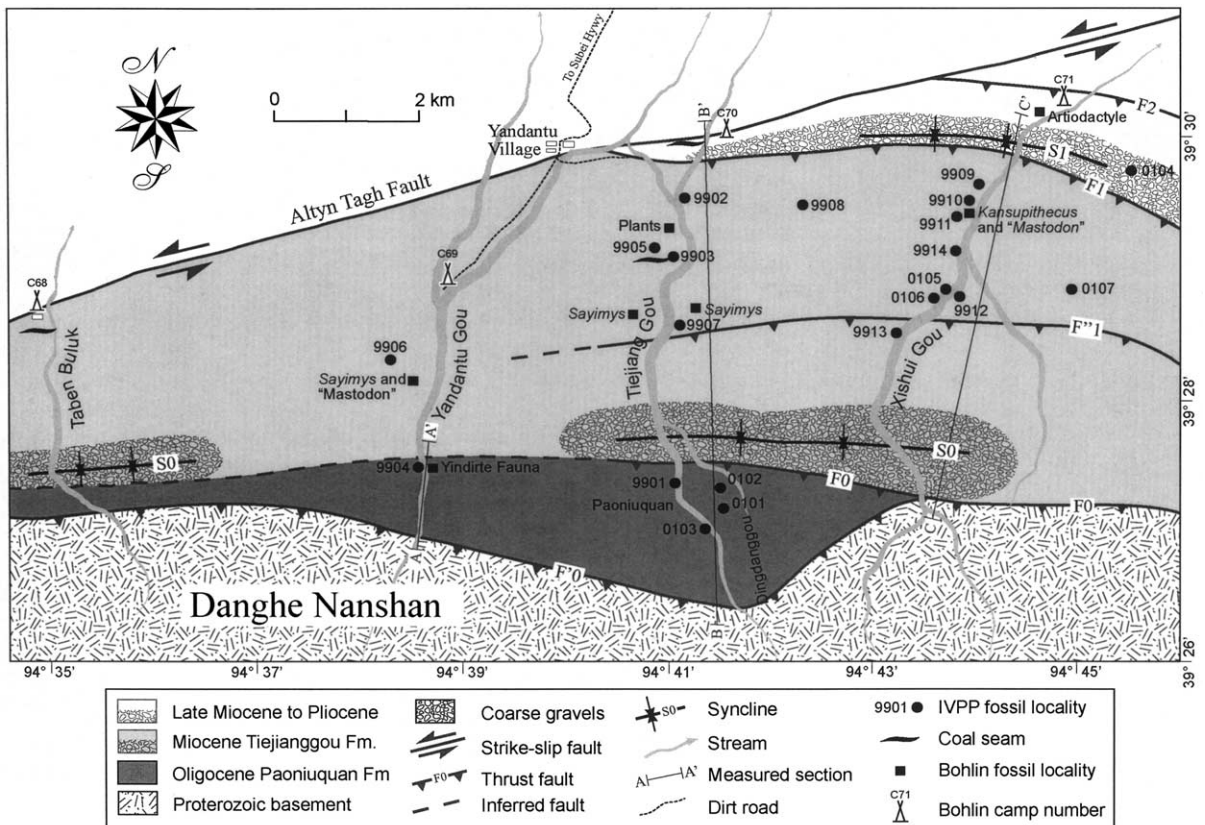 N
S
0 2 km
To Subei Hywy
Yandantu
Village
Altyn Tagh Fault
C68
C69
C70
C71
B'
C'
F2
Artiodactyle
S1
F1
0104
39° 30'
9902
9908
Plants
9905
9903
9909
9910
9911
Kansupithecus
and "Mastodon"
9914
0105
0106
9912
0107
Sayimys
Sayimys
9907
9913
F"1
9906
Sayimys and
"Mastodon"
Taben Buluk
Yandantu Gou
Tiejiang Gou
Xishui Gou
39° 28'
S0
A'
S0
9904
Yindirte Fauna
F0
9901
0102
Paoniuquan
0101
0103
Dingdanggou
C
F0
A
F'0
B
Danghe Nanshan
39° 26'
94° 35' 94° 37' 94° 39' 94° 41' 94° 43' 94° 45'
Late Miocene to Pliocene
Miocene Tiejianggou Fm.
Oligocene Paoniuquan Fm
Proterozoic basement
Coarse gravels
Strike-slip fault
F0 Thrust fault
Inferred fault
S0 Syncline
Stream
A A' Measured section
Dirt road
9901 IVPP fossil locality
Coal seam
Bohlin fossil locality
C71 Bohlin camp number